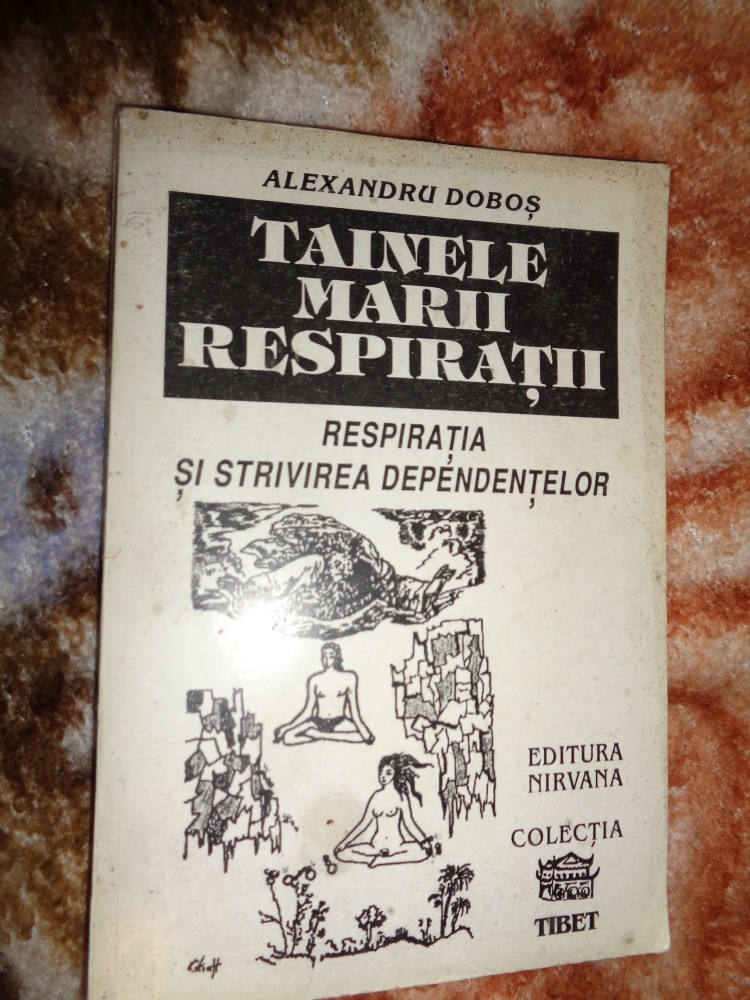 ALEXANDRU DOBOȘ
TAINELE
MARII
RESPIRAȚII
RESPIRAȚIA
ȘI STRIVIREA DEPENDENȚELOR
EDITURA
NIRVANA
COLECȚIA
TIBET